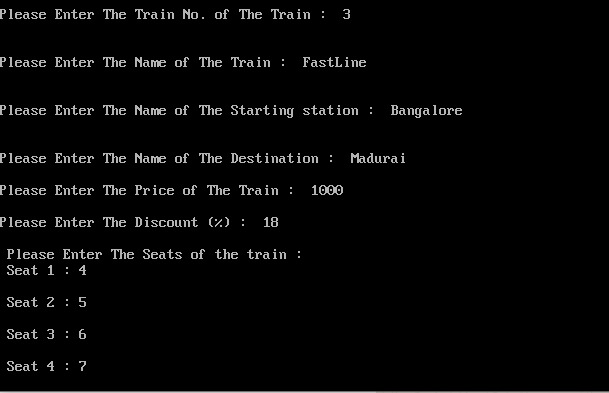 Please Enter The Train No. of The Train :  3
Please Enter The Name of The Train :  FastLine
Please Enter The Name of The Starting station :  Bangalore
Please Enter The Name of The Destination :  Madurai
Please Enter The Price of The Train :  1000
Please Enter The Discount (%) :  18
Please Enter The Seats of the train :
Seat 1 : 4
Seat 2 : 5
Seat 3 : 6
Seat 4 : 7